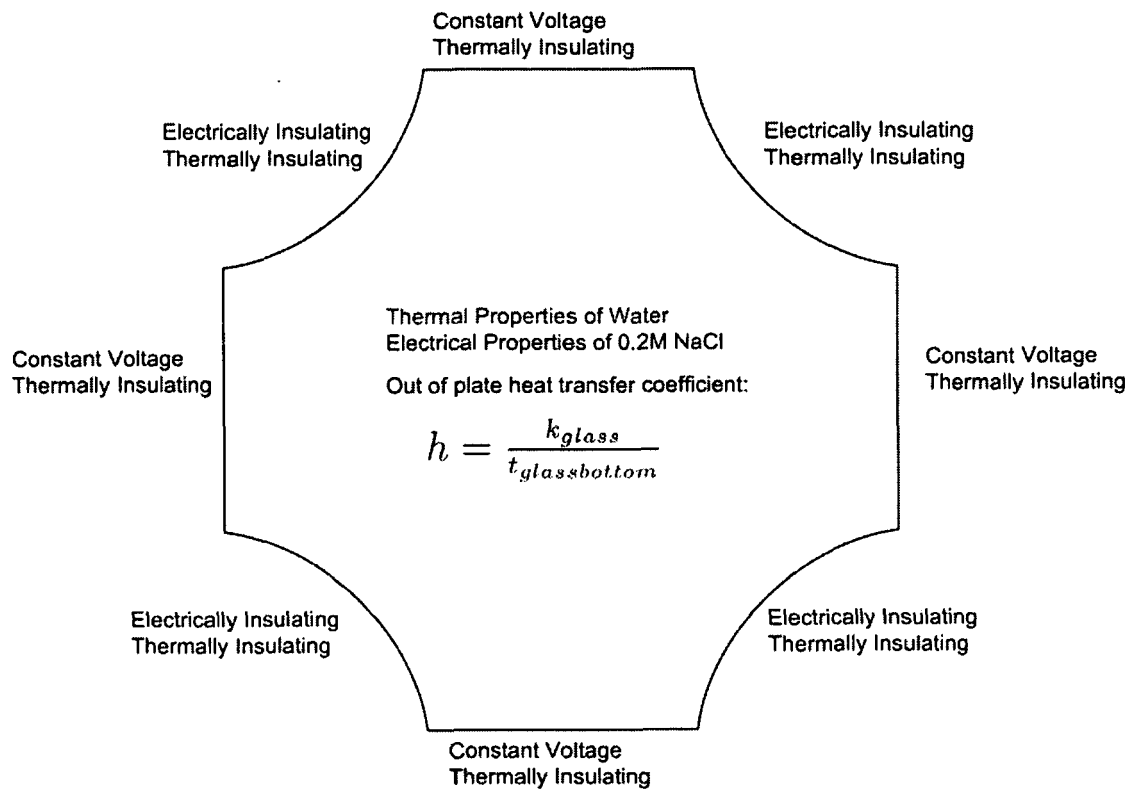 Constant Voltage
Thermally Insulating
Electrically Insulating
Thermally Insulating
Electrically Insulating
Thermally Insulating
Thermal Properties of Water
Electrical Properties of 0.2M NaCl
Out of plate heat transfer coefficient:
h = k_glass / t_glassbottom
Constant Voltage
Thermally Insulating
Constant Voltage
Thermally Insulating
Electrically Insulating
Thermally Insulating
Electrically Insulating
Thermally Insulating
Constant Voltage
Thermally Insulating